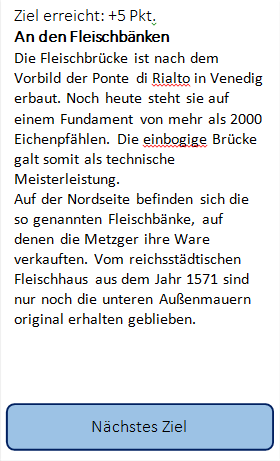 Ziel erreicht: +5 Pkt.
An den Fleischbänken
Die Fleischbrücke ist nach dem
Vorbild der Ponte di Rialto in Venedig
erbaut. Noch heute steht sie auf
einem Fundament von mehr als 2000
Eichenpfählen. Die einbogige Brücke
galt somit als technische
Meisterleistung.
Auf der Nordseite befinden sich die
so genannten Fleischbänke, auf
denen die Metzger ihre Ware
verkauften. Vom reichsstädtischen
Fleischhaus aus dem Jahr 1571 sind
nur noch die unteren Außenmauern
original erhalten geblieben.
Nächstes Ziel